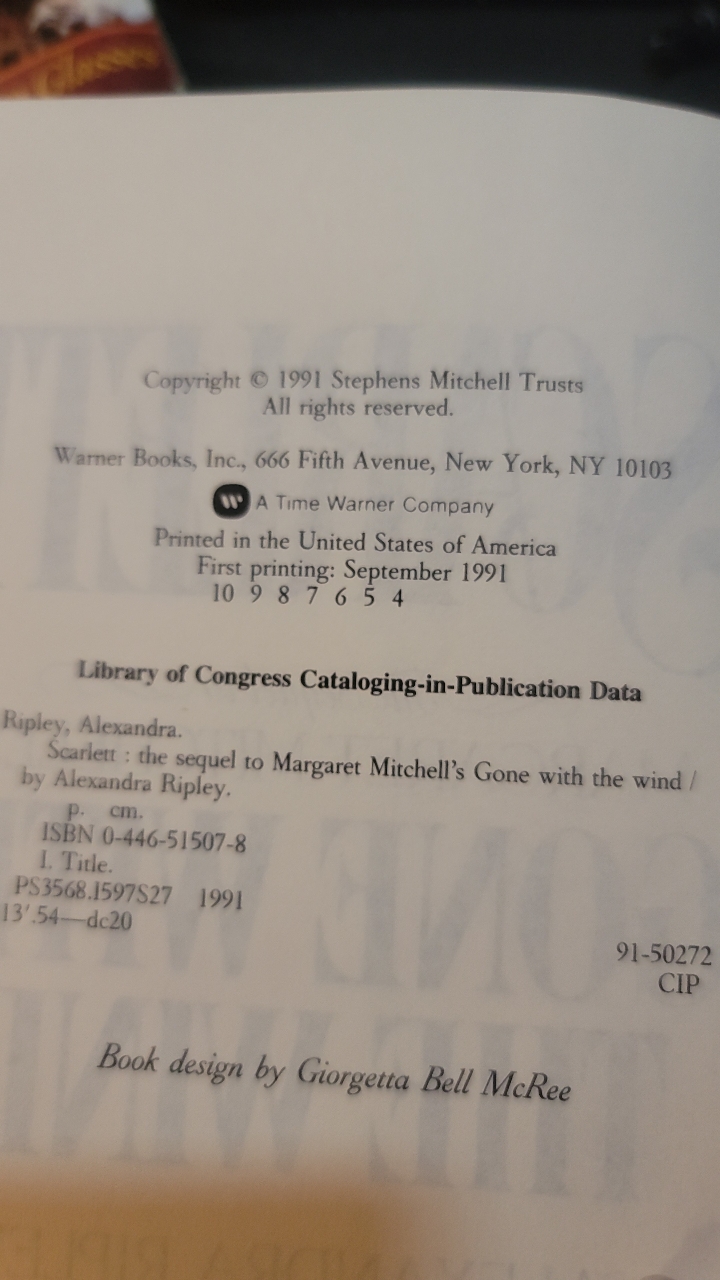 Glasses
Copyright © 1991 Stephens Mitchell Trusts
All rights reserved.
Warner Books, Inc., 666 Fifth Avenue, New York, NY 10103
W A Time Warner Company
Printed in the United States of America
First printing: September 1991
10 9 8 7 6 5 4
Library of Congress Cataloging-in-Publication Data
Ripley, Alexandra.
Scarlett : the sequel to Margaret Mitchell's Gone with the wind /
by Alexandra Ripley.
p. cm.
ISBN 0-446-51507-8
I. Title.
PS3568.I597S27 1991
13'.54—dc20
91-50272
CIP
Book design by Giorgetta Bell McRee